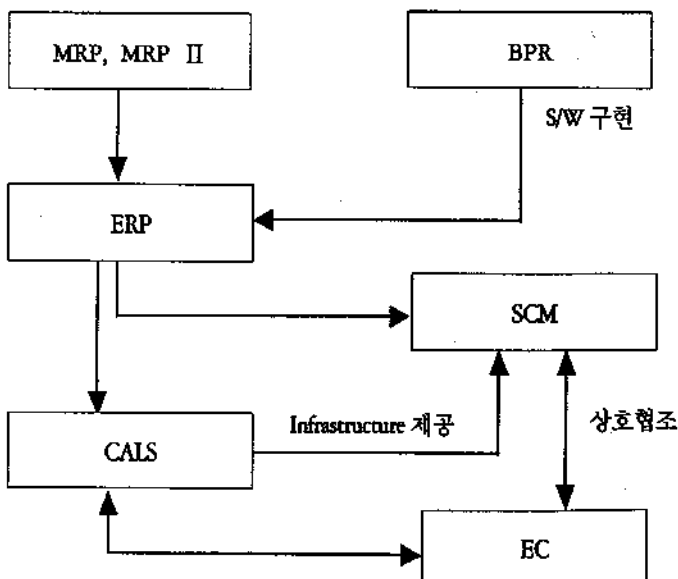 MRP, MRP II
BPR
S/W 구현
ERP
SCM
Infrastructure 제공
상호협조
CALS
EC